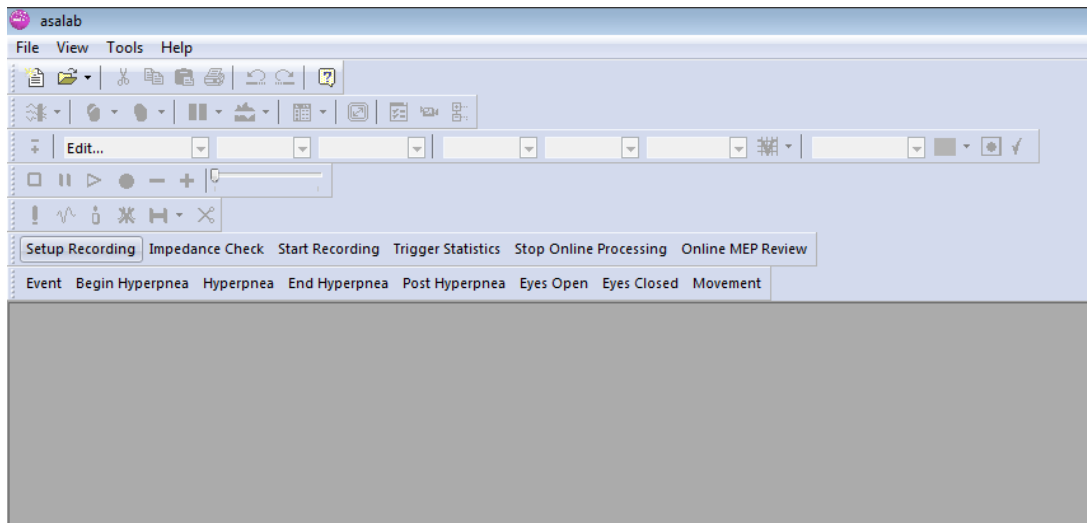 asalab
File View Tools Help
Edit...
Setup Recording Impedance Check Start Recording Trigger Statistics Stop Online Processing Online MEP Review
Event Begin Hyperpnea Hyperpnea End Hyperpnea Post Hyperpnea Eyes Open Eyes Closed Movement